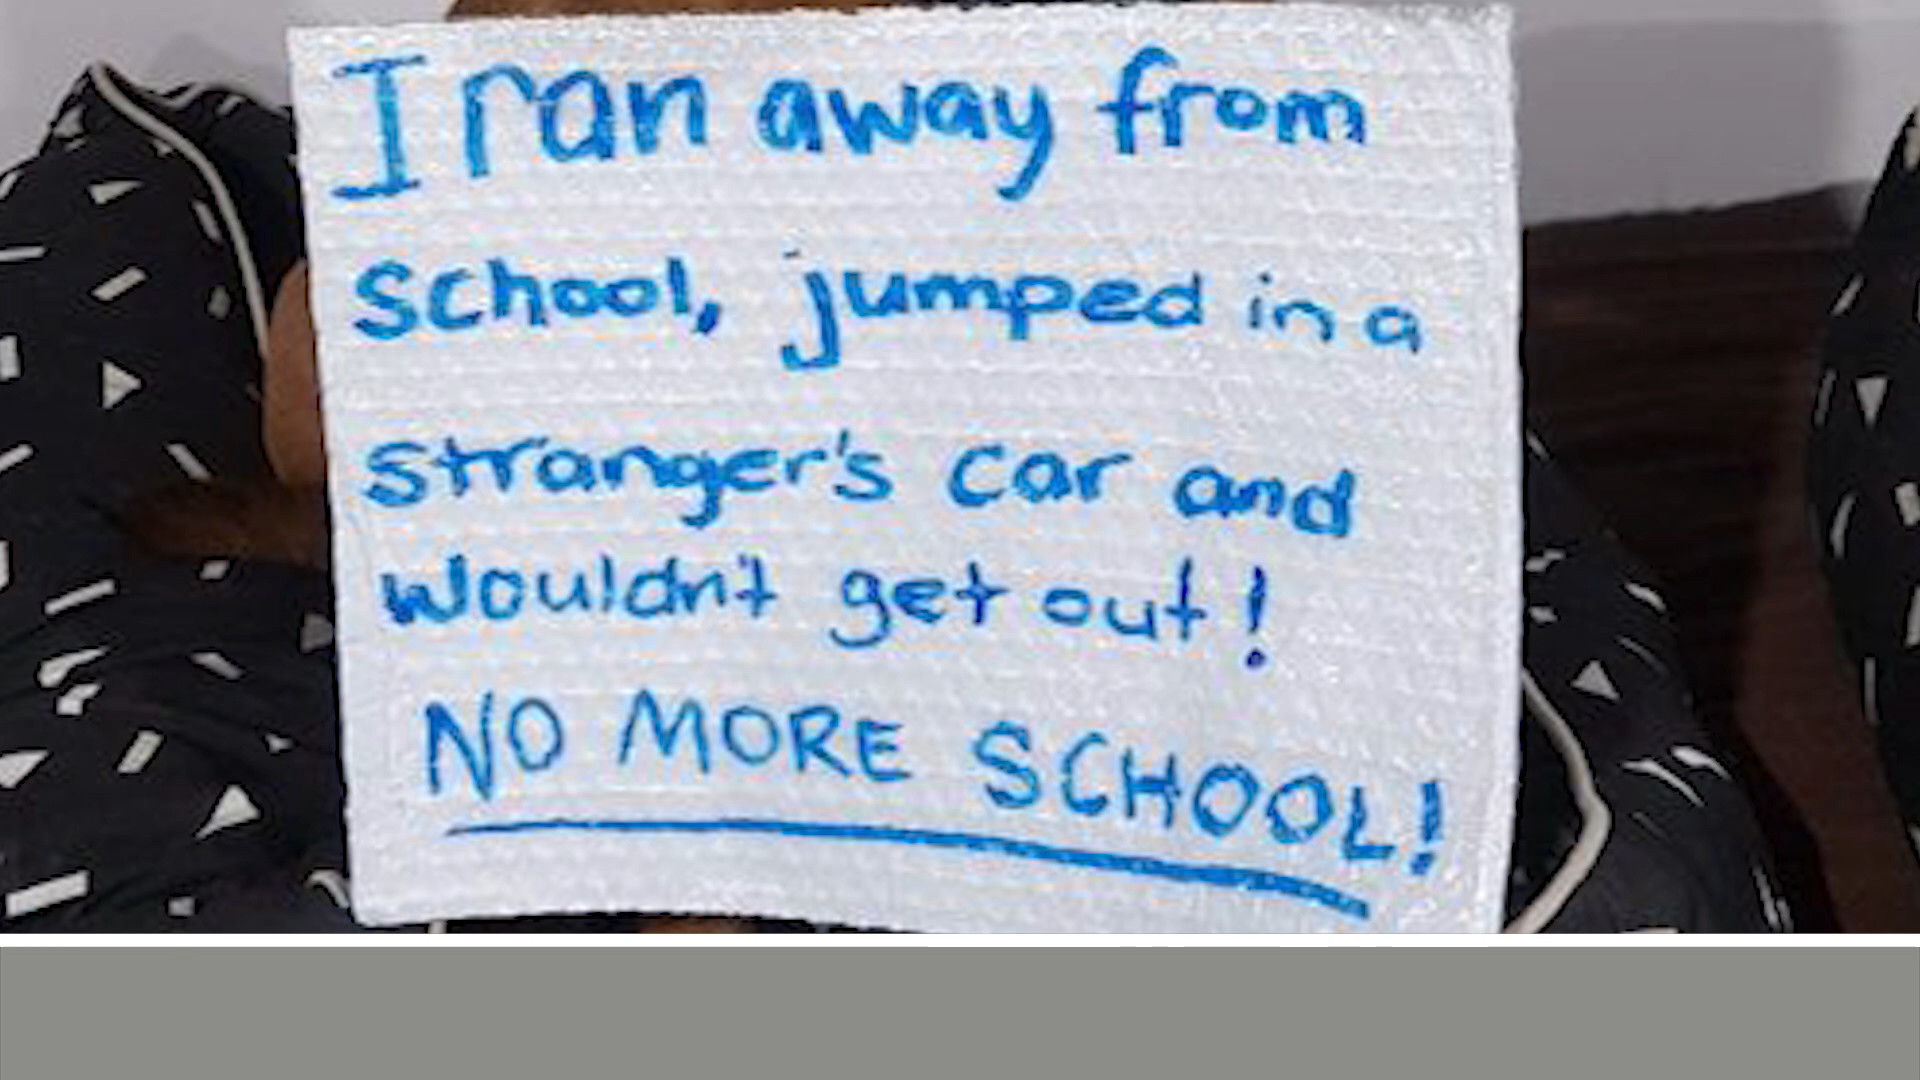 I ran away from
School, jumped in a
stranger's car and
wouldn't get out!
NO MORE SCHOOL!